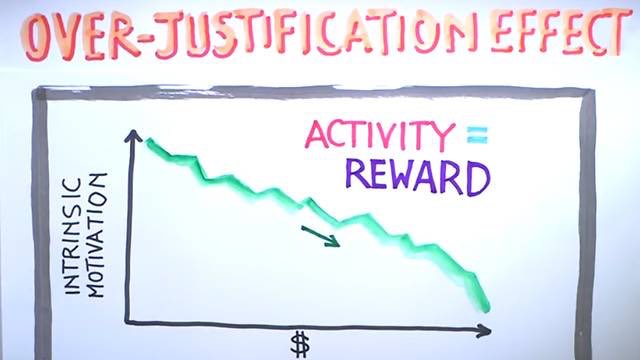 OVER-JUSTIFICATION EFFECT
ACTIVITY =
REWARD
INTRINSIC
MOTIVATION
$